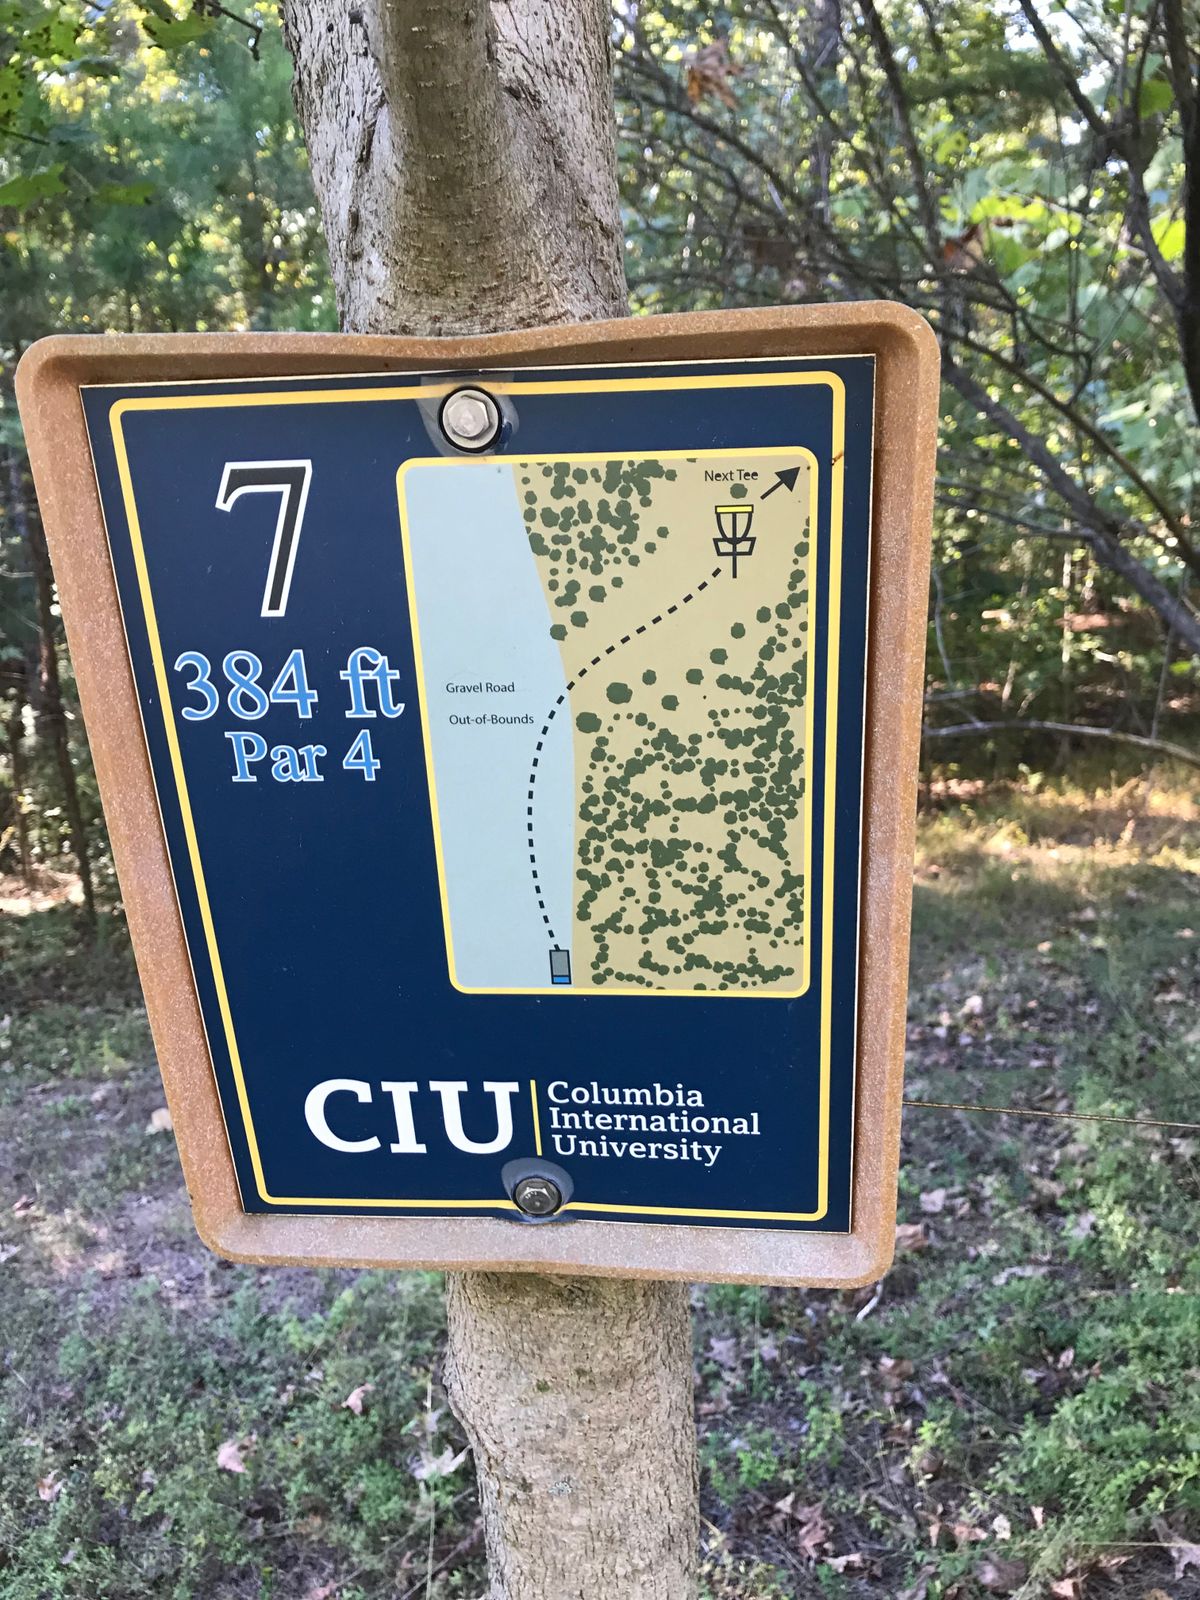 7
384 ft
Par 4
Next Tee
Gravel Road
Out-of-Bounds
CIU
Columbia
International
University